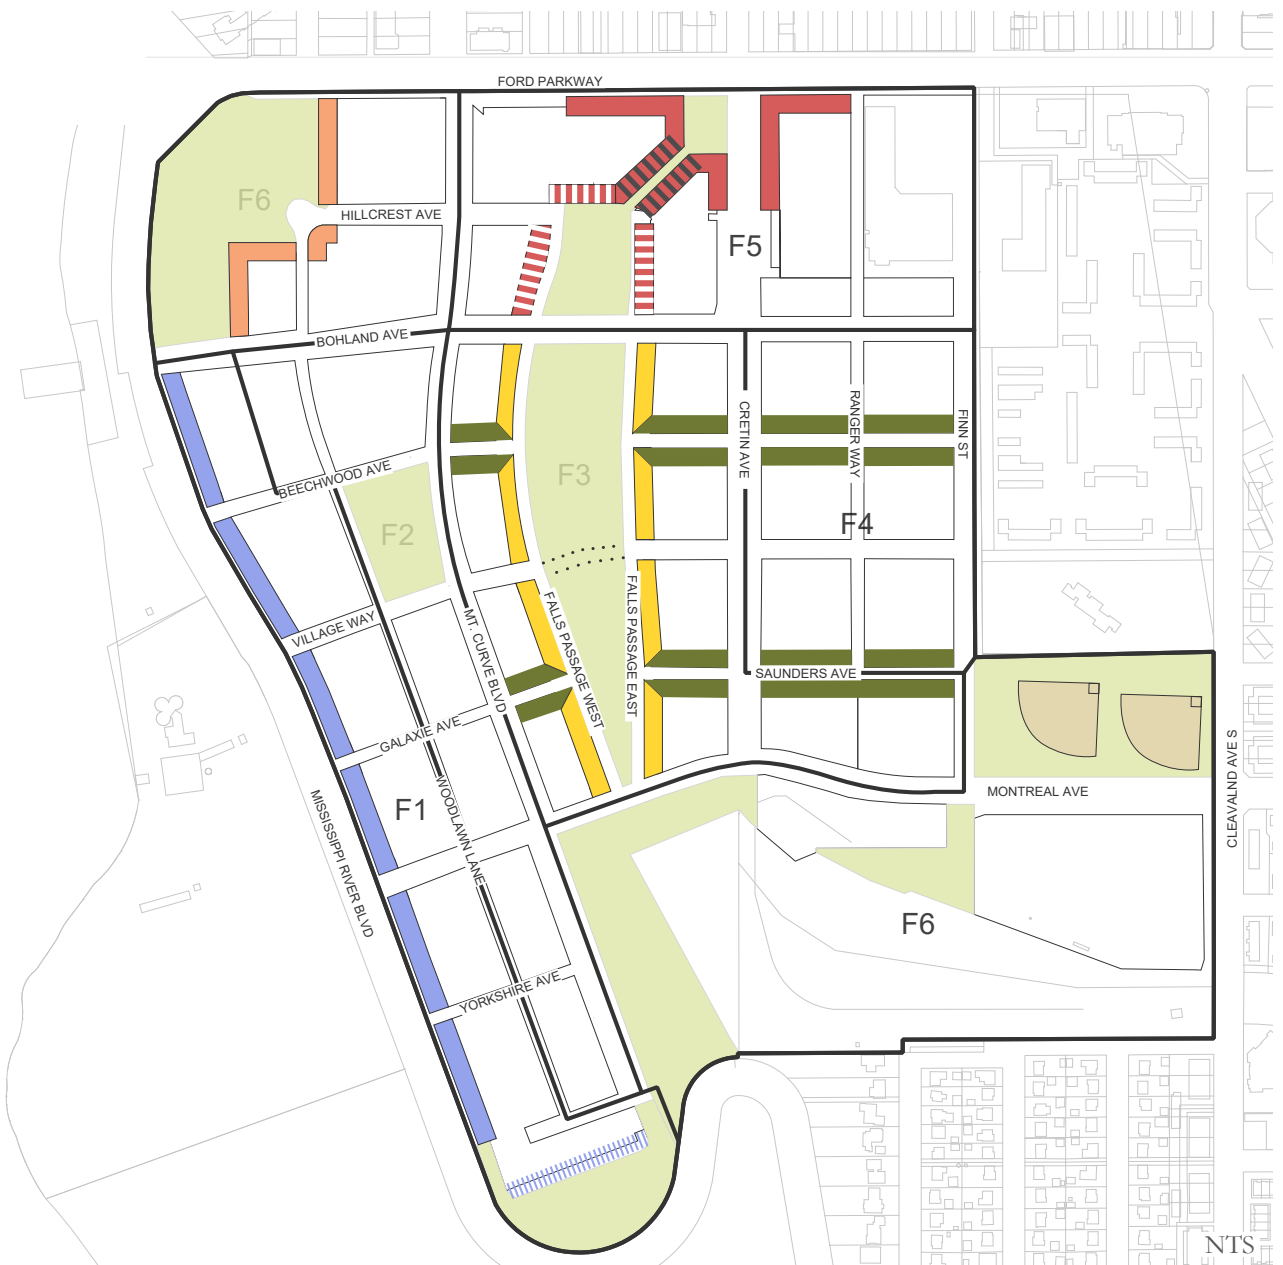 FORD PARKWAY
F6
HILLCREST AVE
F5
BOHLAND AVE
CRETIN AVE
RANGER WAY
FINN ST
BEECHWOOD AVE
F3
F2
F4
FALLS PASSAGE WEST
FALLS PASSAGE EAST
MT. CURVE BLVD
VILLAGE WAY
SAUNDERS AVE
GALAXIE AVE
CLEAVALND AVE S
MONTREAL AVE
MISSISSIPPI RIVER BLVD
F1
WOODLAWN LANE
F6
YORKSHIRE AVE
NTS